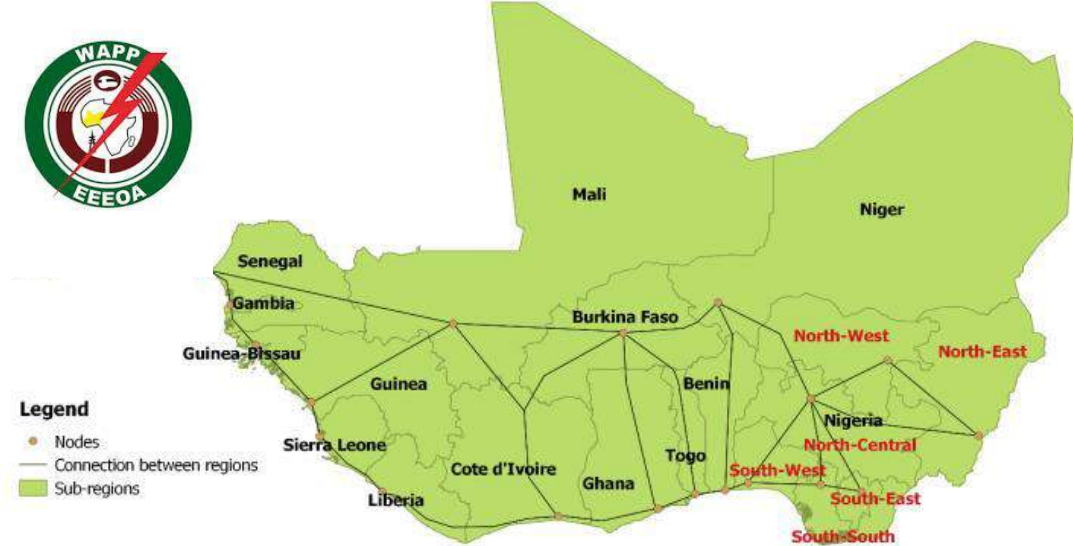 WAPP
EEEOA
Mali
Niger
Senegal
Gambia
Burkina Faso
North-West
North-East
Guinea-Bissau
Guinea
Benin
Legend
Nodes
Nigeria
Sierra Leone
North-Central
Connection between regions
Cote d'Ivoire
Togo
South-West
Sub-regions
Liberia
Ghana
South-East
South-South